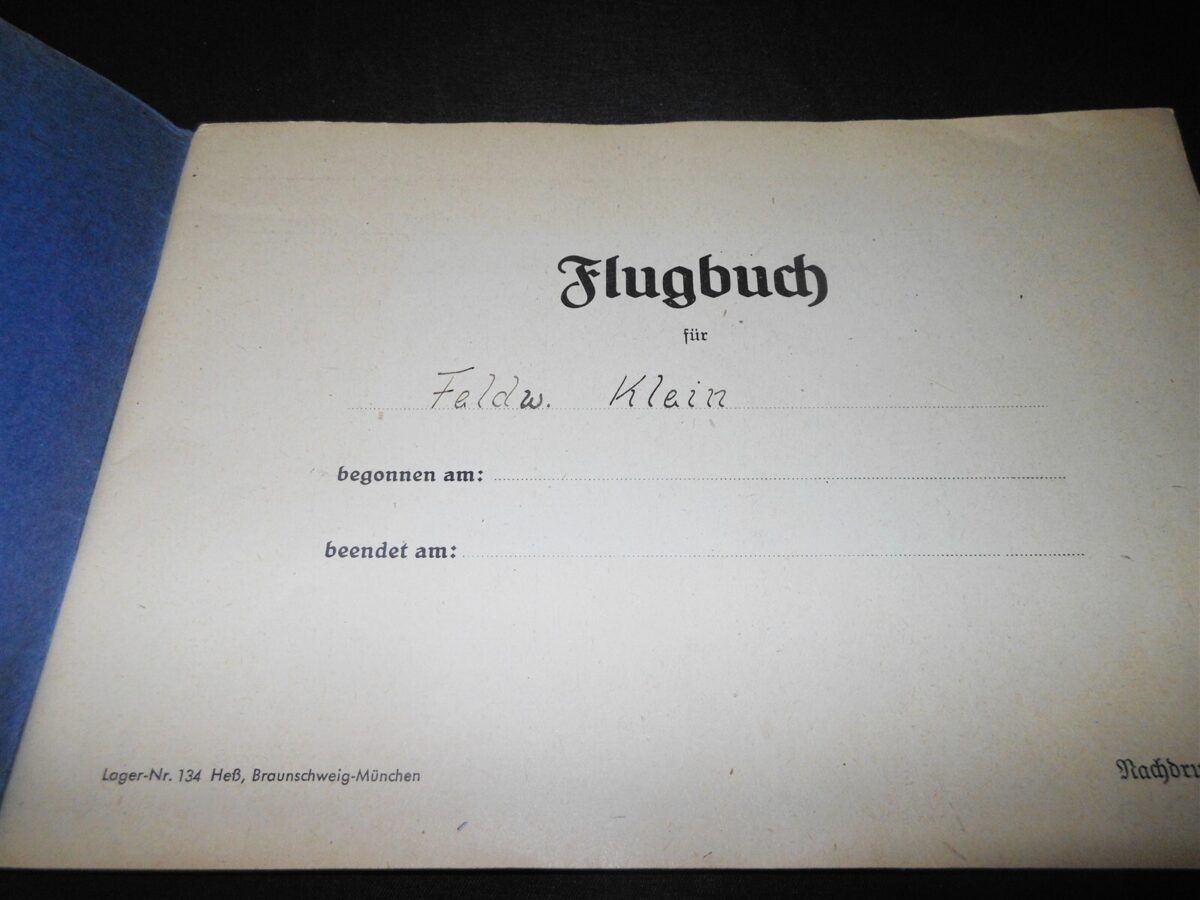 Flugbuch
für
Feldw. Klein
begonnen am:
beendet am:
Lager-Nr. 134 Heß, Braunschweig-München